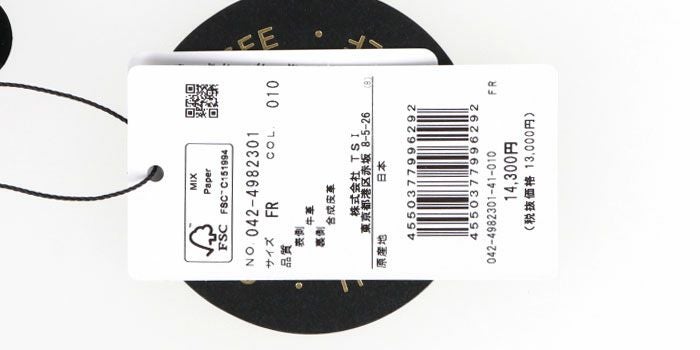 MIX
Paper
FSC™ C151994
FSC
NO. 042-4982301 COL. 010
サイズ FR
品質
表側 牛革
裏側 合成皮革
株式会社 TSI
東京都港区赤坂 8-5-26
(8)
原産地 日本
4550377996292
4550377996292
042-4982301-41-010 FR
14,300円
(税抜価格 13,000円)